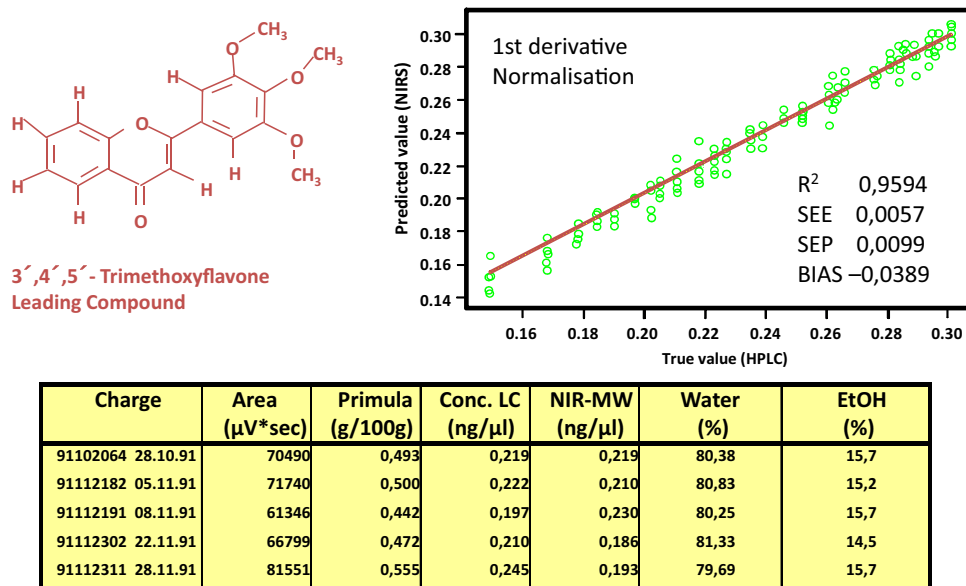 O
CH₃
O
CH₃
O
CH₃
H
H
H
H
H
H
H
O
O
3´,4´,5´- Trimethoxyflavone
Leading Compound
1st derivative
Normalisation
R² 0,9594
SEE 0,0057
SEP 0,0099
BIAS –0,0389
Predicted value (NIRS)
0.30
0.28
0.26
0.24
0.22
0.20
0.18
0.16
0.14
0.16 0.18 0.20 0.22 0.24 0.26 0.28 0.30
True value (HPLC)
Charge Area Primula Conc. LC NIR-MW Water EtOH
(µV*sec) (g/100g) (ng/µl) (ng/µl) (%) (%)
91102064 28.10.91 70490 0,493 0,219 0,219 80,38 15,7
91112182 05.11.91 71740 0,500 0,222 0,210 80,83 15,2
91112191 08.11.91 61346 0,442 0,197 0,230 80,25 15,7
91112302 22.11.91 66799 0,472 0,210 0,186 81,33 14,5
91112311 28.11.91 81551 0,555 0,245 0,193 79,69 15,7